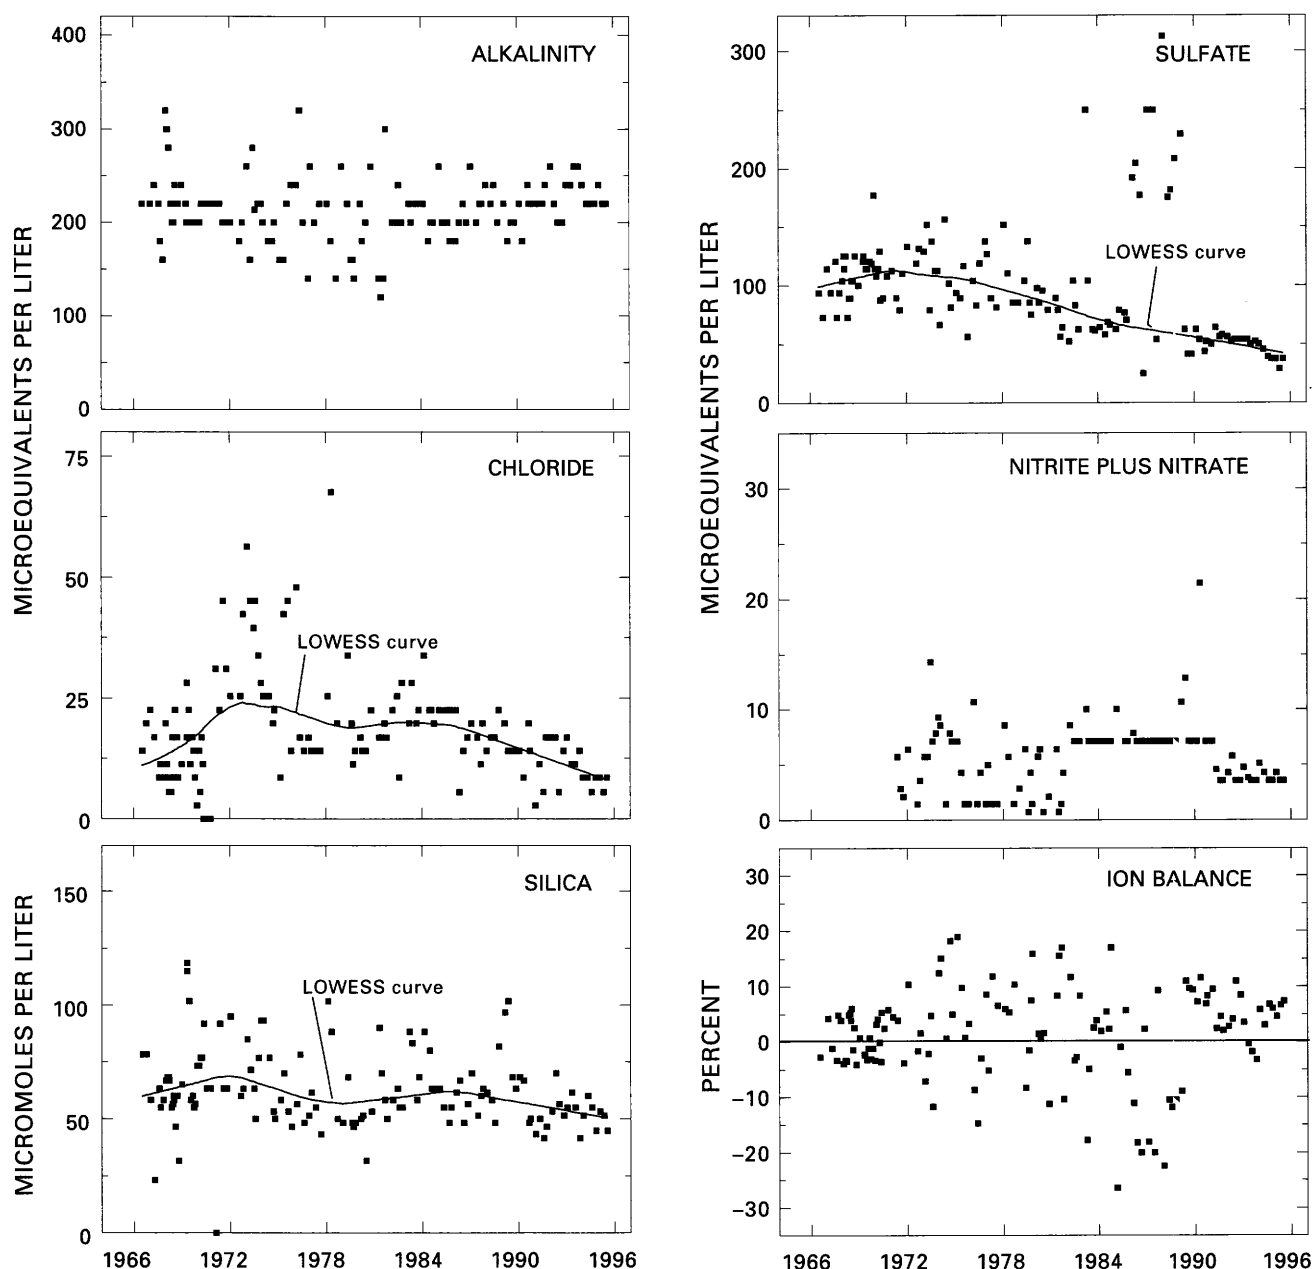 MICROEQUIVALENTS PER LITER
400
300
200
100
0
ALKALINITY
75
50
25
0
CHLORIDE
LOWESS curve
MICROMOLES PER LITER
150
100
50
0
SILICA
LOWESS curve
1966 1972 1978 1984 1990 1996
MICROEQUIVALENTS PER LITER
300
200
100
0
SULFATE
LOWESS curve
30
20
10
0
NITRITE PLUS NITRATE
PERCENT
30
20
10
0
−10
−20
−30
ION BALANCE
1966 1972 1978 1984 1990 1996